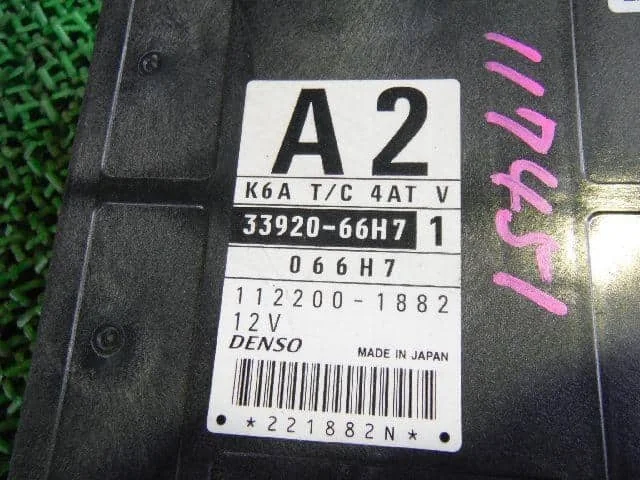 A2
K6A T/C 4AT V
33920-66H7 1
066H7
112200-1882
12V
DENSO MADE IN JAPAN
*221882N*
117451